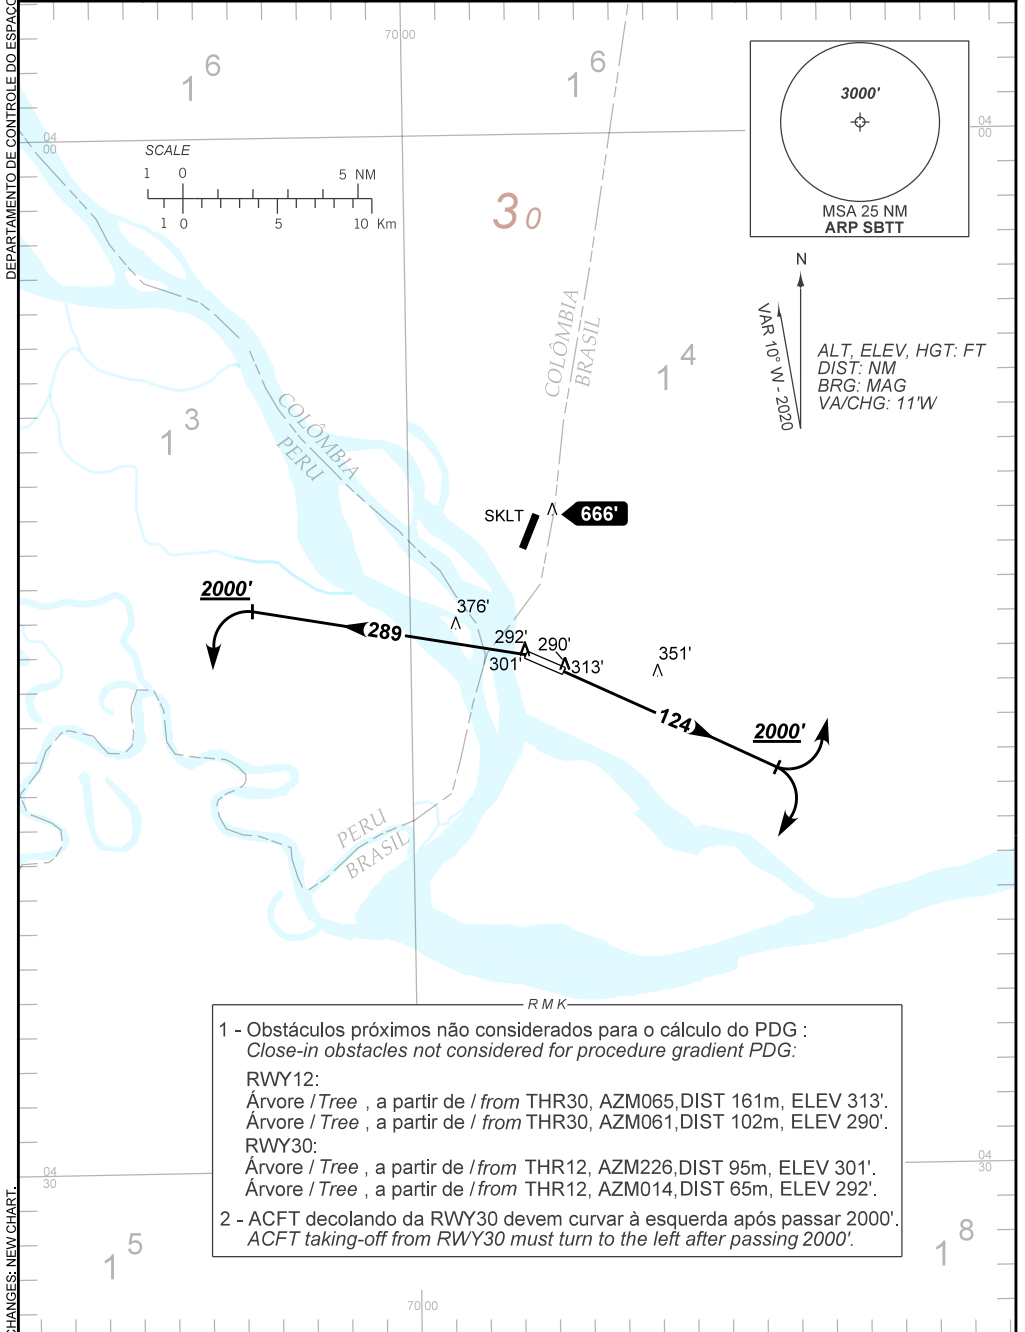 DEPARTAMENTO DE CONTROLE DO ESPAÇO
70 00
1 6
1 6
3000'
MSA 25 NM
ARP SBTT
04
00
04
00
SCALE
1 0 5 NM
1 0 5 10 Km
3 0
N
VAR 10° W - 2020
ALT, ELEV, HGT: FT
DIST: NM
BRG: MAG
VA/CHG: 11'W
COLÔMBIA
BRASIL
1 4
1 3
COLÔMBIA
PERU
SKLT
666'
2000'
376'
289
292'
290'
301'
313'
351'
124
2000'
PERU
BRASIL
RMK
1 - Obstáculos próximos não considerados para o cálculo do PDG :
Close-in obstacles not considered for procedure gradient PDG:
RWY12:
Árvore / Tree , a partir de / from THR30, AZM065,DIST 161m, ELEV 313'.
Árvore / Tree , a partir de / from THR30, AZM061,DIST 102m, ELEV 290'.
RWY30:
Árvore / Tree , a partir de / from THR12, AZM226,DIST 95m, ELEV 301'.
Árvore / Tree , a partir de / from THR12, AZM014,DIST 65m, ELEV 292'.
2 - ACFT decolando da RWY30 devem curvar à esquerda após passar 2000'.
ACFT taking-off from RWY30 must turn to the left after passing 2000'.
04
30
04
30
1 5
1 8
70 00
CHANGES: NEW CHART.